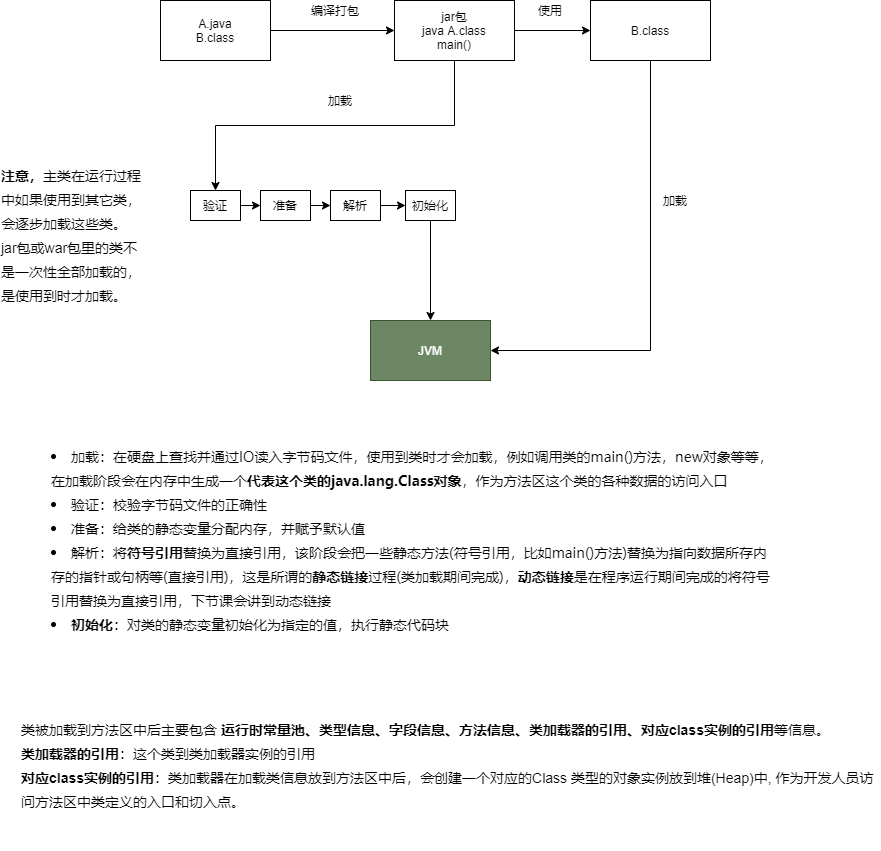 A.java
B.class
编译打包
jar包
java A.class
main()
使用
B.class
加载
注意，主类在运行过程
中如果使用到其它类，
会逐步加载这些类。
jar包或war包里的类不
是一次性全部加载的，
是使用到时才加载。
验证
准备
解析
初始化
加载
JVM
• 加载：在硬盘上查找并通过IO读入字节码文件，使用到类时才会加载，例如调用类的main()方法，new对象等等，
在加载阶段会在内存中生成一个代表这个类的java.lang.Class对象，作为方法区这个类的各种数据的访问入口
• 验证：校验字节码文件的正确性
• 准备：给类的静态变量分配内存，并赋予默认值
• 解析：将符号引用替换为直接引用，该阶段会把一些静态方法(符号引用，比如main()方法)替换为指向数据所存内
存的指针或句柄等(直接引用)，这是所谓的静态链接过程(类加载期间完成)，动态链接是在程序运行期间完成的将符号
引用替换为直接引用，下节课会讲到动态链接
• 初始化：对类的静态变量初始化为指定的值，执行静态代码块
类被加载到方法区中后主要包含 运行时常量池、类型信息、字段信息、方法信息、类加载器的引用、对应class实例的引用等信息。
类加载器的引用：这个类到类加载器实例的引用
对应class实例的引用：类加载器在加载类信息放到方法区中后，会创建一个对应的Class 类型的对象实例放到堆(Heap)中, 作为开发人员访
问方法区中类定义的入口和切入点。